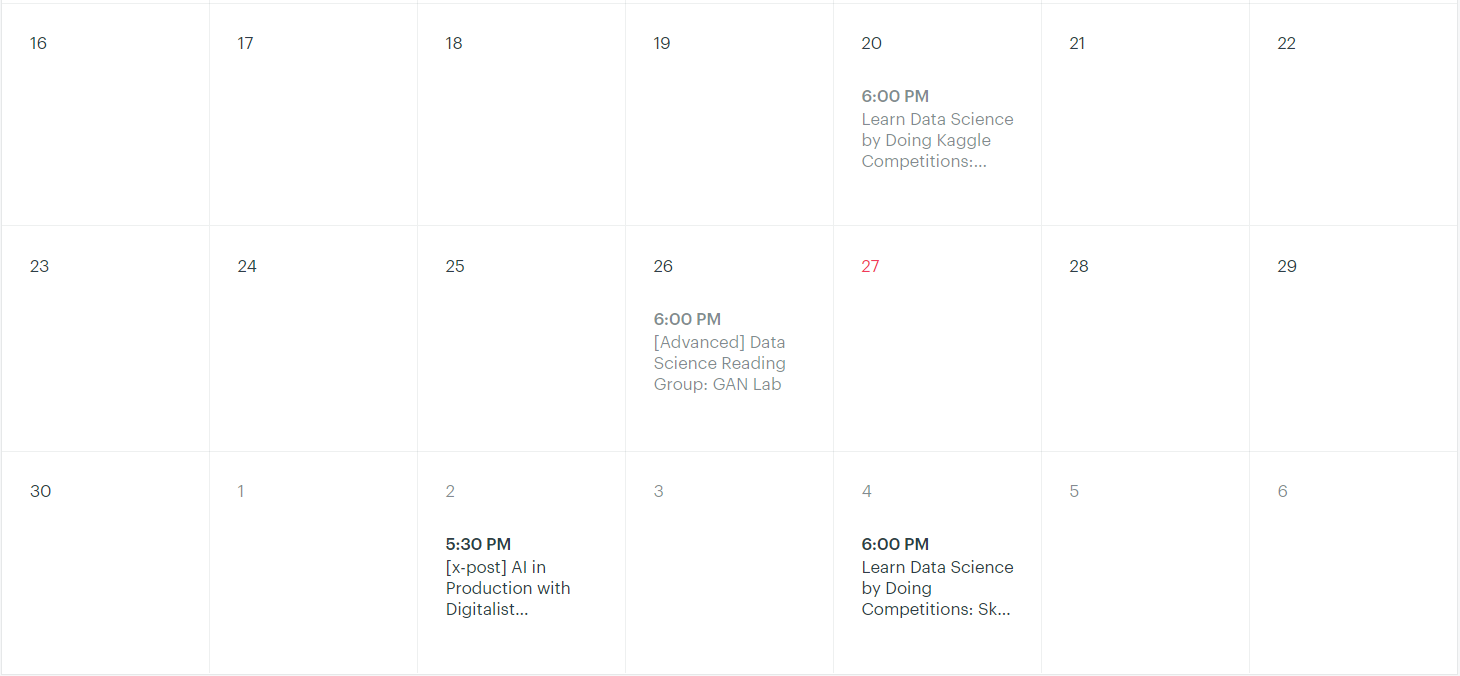 16 17 18 19 20 21 22
6:00 PM
Learn Data Science
by Doing Kaggle
Competitions:...
23 24 25 26 27 28 29
6:00 PM
[Advanced] Data
Science Reading
Group: GAN Lab
30 1 2 3 4 5 6
5:30 PM
[x-post] AI in
Production with
Digitalist...
6:00 PM
Learn Data Science
by Doing
Competitions: Sk...